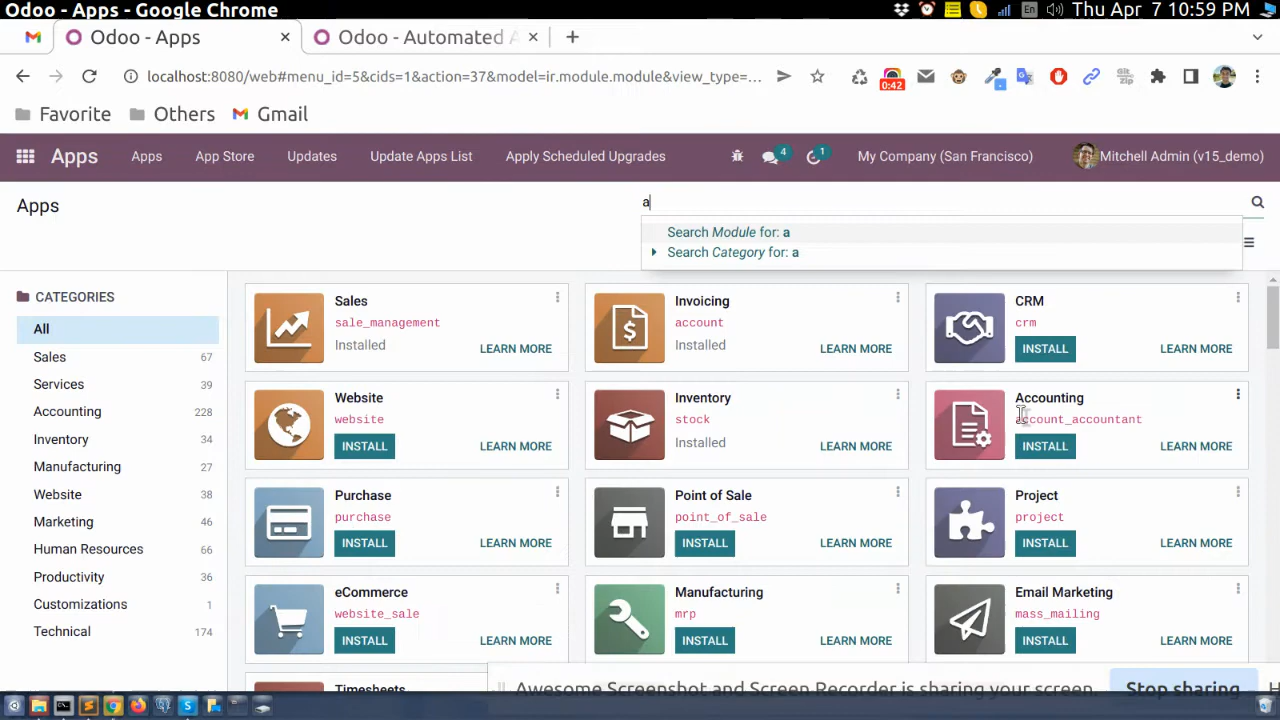 Odoo - Apps - Google Chrome
En
Thu Apr 7 10:59 PM
Odoo - Apps
Odoo - Automated A
localhost:8080/web#menu_id=5&cids=1&action=37&model=ir.module.module&view_type=...
0:42
Git
Zip
Favorite
Others
Gmail
Apps
Apps
App Store
Updates
Update Apps List
Apply Scheduled Upgrades
4
1
My Company (San Francisco)
Mitchell Admin (v15_demo)
Apps
a
Search Module for: a
Search Category for: a
CATEGORIES
All
Sales 67
Services 39
Accounting 228
Inventory 34
Manufacturing 27
Website 38
Marketing 46
Human Resources 66
Productivity 36
Customizations 1
Technical 174
Sales
sale_management
Installed
LEARN MORE
Invoicing
account
Installed
LEARN MORE
CRM
crm
INSTALL
LEARN MORE
Website
website
INSTALL
LEARN MORE
Inventory
stock
Installed
LEARN MORE
Accounting
account_accountant
INSTALL
LEARN MORE
Purchase
purchase
INSTALL
LEARN MORE
Point of Sale
point_of_sale
INSTALL
LEARN MORE
Project
project
INSTALL
LEARN MORE
eCommerce
website_sale
INSTALL
LEARN MORE
Manufacturing
mrp
INSTALL
LEARN MORE
Email Marketing
mass_mailing
INSTALL
LEARN MORE
Timesheets
Awesome Screenshot and Screen Recorder is sharing your screen.
Stop sharing
H